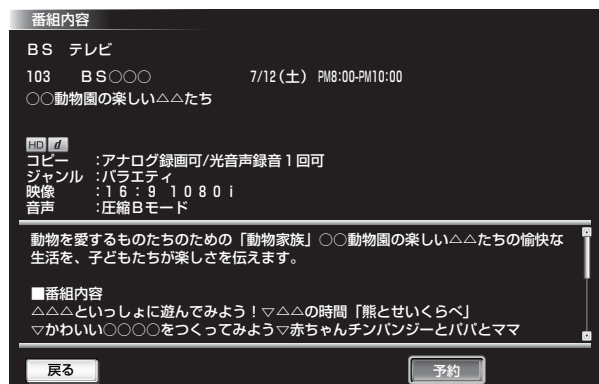 番組内容
BS テレビ
103 BS○○○ 7/12(土) PM8:00-PM10:00
○○動物園の楽しい△△たち
HD d
コピー :アナログ録画可/光音声録音1回可
ジャンル :バラエティ
映像 :16:9 1080i
音声 :圧縮Bモード
動物を愛するものたちのための「動物家族」○○動物園の楽しい△△たちの愉快な
生活を、子どもたちが楽しさを伝えます。
■番組内容
△△△といっしょに遊んでみよう!▽△△の時間「熊とせいくらべ」
▽かわいい○○○○をつくってみよう▽赤ちゃんチンパンジーとパパとママ
戻る 予約